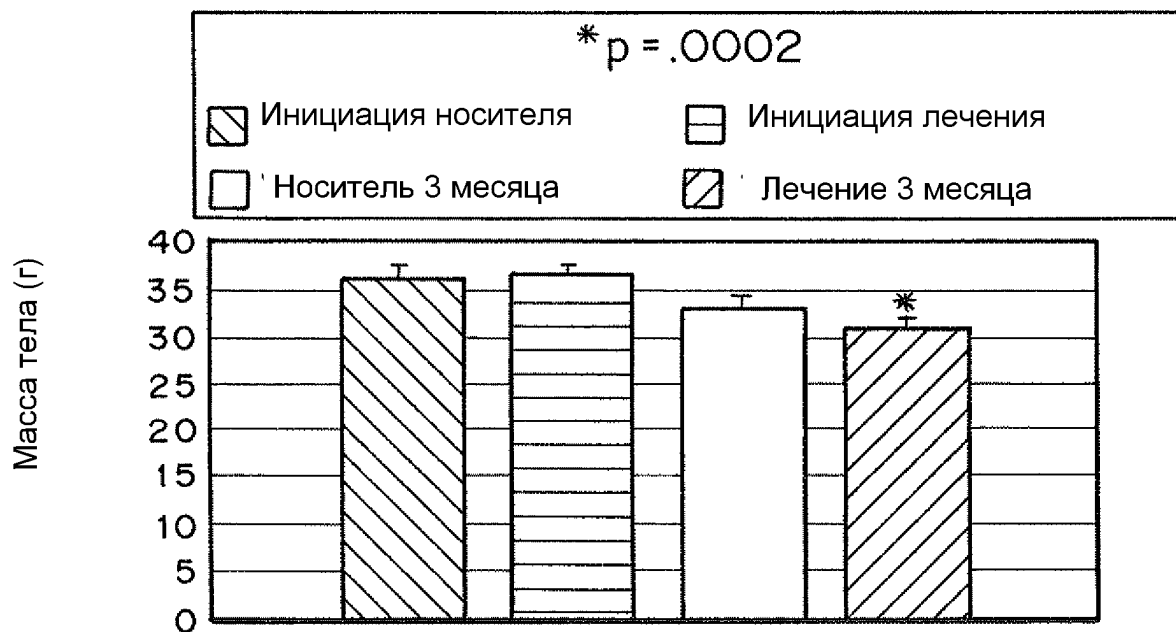 *p = .0002
Инициация носителя
Инициация лечения
Носитель 3 месяца
Лечение 3 месяца
Масса тела (г)
40
35
*
30
25
20
15
10
5
0